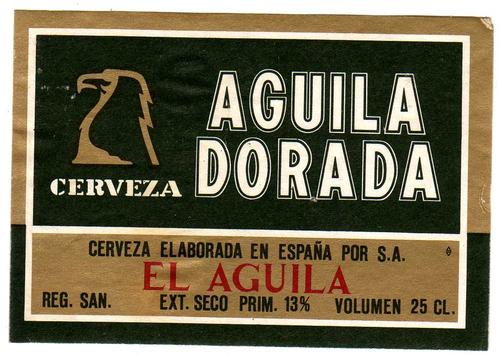 AGUILA
DORADA
CERVEZA
CERVEZA ELABORADA EN ESPAÑA POR S.A.
EL AGUILA
REG. SAN. EXT. SECO PRIM. 13% VOLUMEN 25 CL.